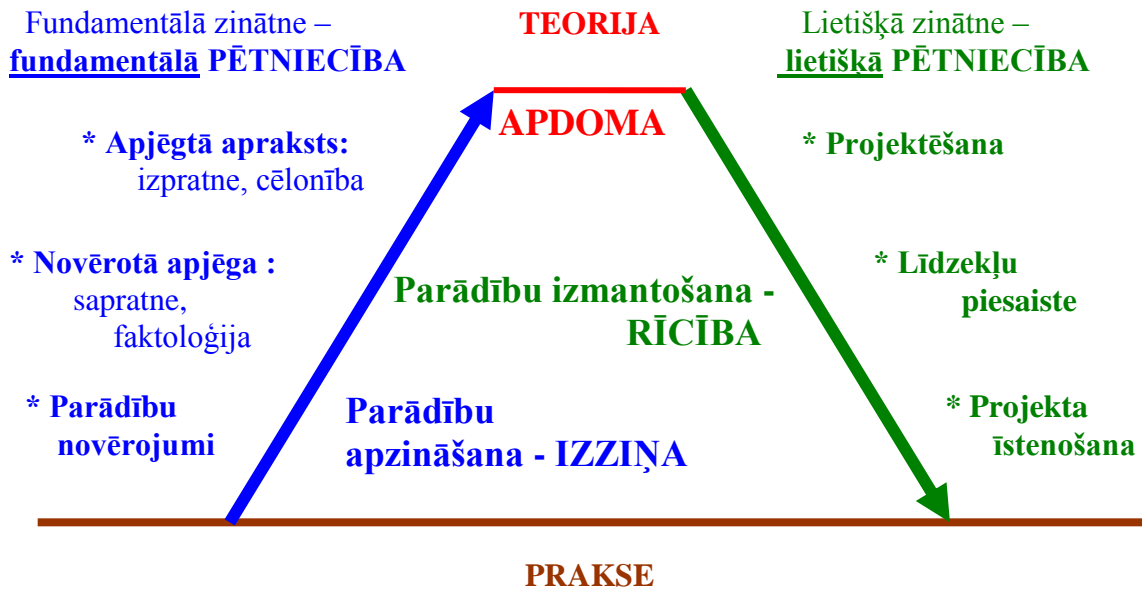 Fundamentālā zinātne –
fundamentālā PĒTNIECĪBA
* Apjēgtā apraksts:
izpratne, cēlonība
* Novērotā apjēga :
sapratne,
faktoloģija
* Parādību
novērojumi
TEORIJA
APDOMA
Parādību izmantošana -
RĪCĪBA
Parādību
apzināšana - IZZIŅA
Lietišķā zinātne –
lietišķā PĒTNIECĪBA
* Projektēšana
* Līdzekļu
piesaiste
* Projekta
īstenošana
PRAKSE